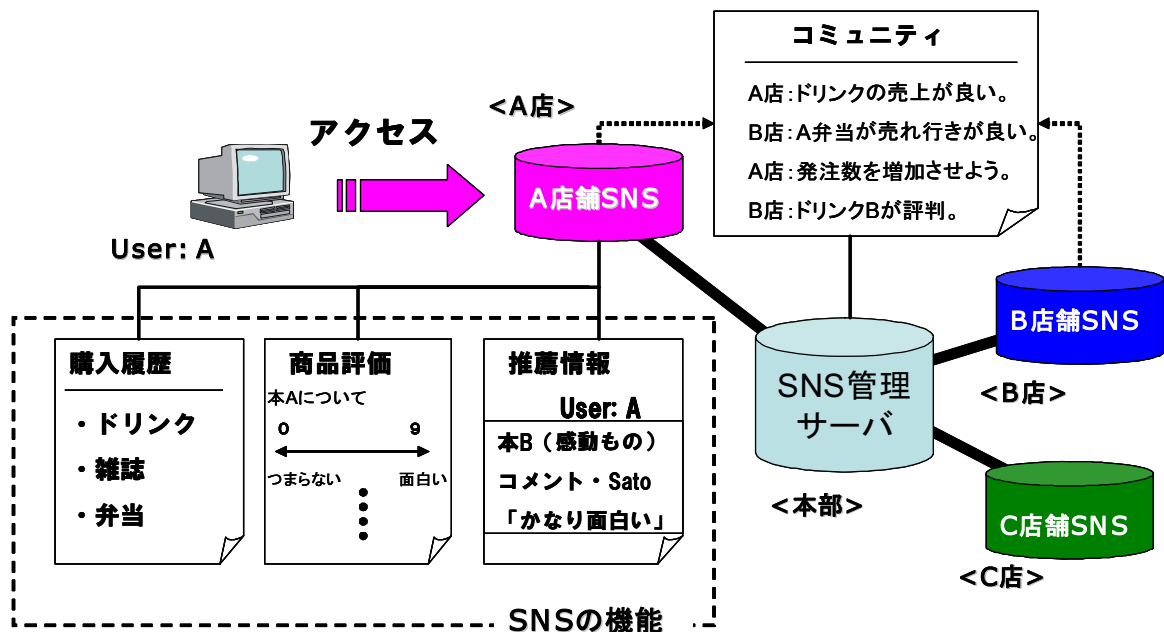 コミュニティ
A店:ドリンクの売上が良い。
B店:A弁当が売れ行きが良い。
A店:発注数を増加させよう。
B店:ドリンクBが評判。
<A店>
アクセス
A店舗SNS
User: A
B店舗SNS
<B店>
SNS管理
サーバ
<本部>
C店舗SNS
<C店>
購入履歴
・ドリンク
・雑誌
・弁当
商品評価
本Aについて
0 9
つまらない 面白い
推薦情報
User: A
本B(感動もの)
コメント・Sato
「かなり面白い」
SNSの機能